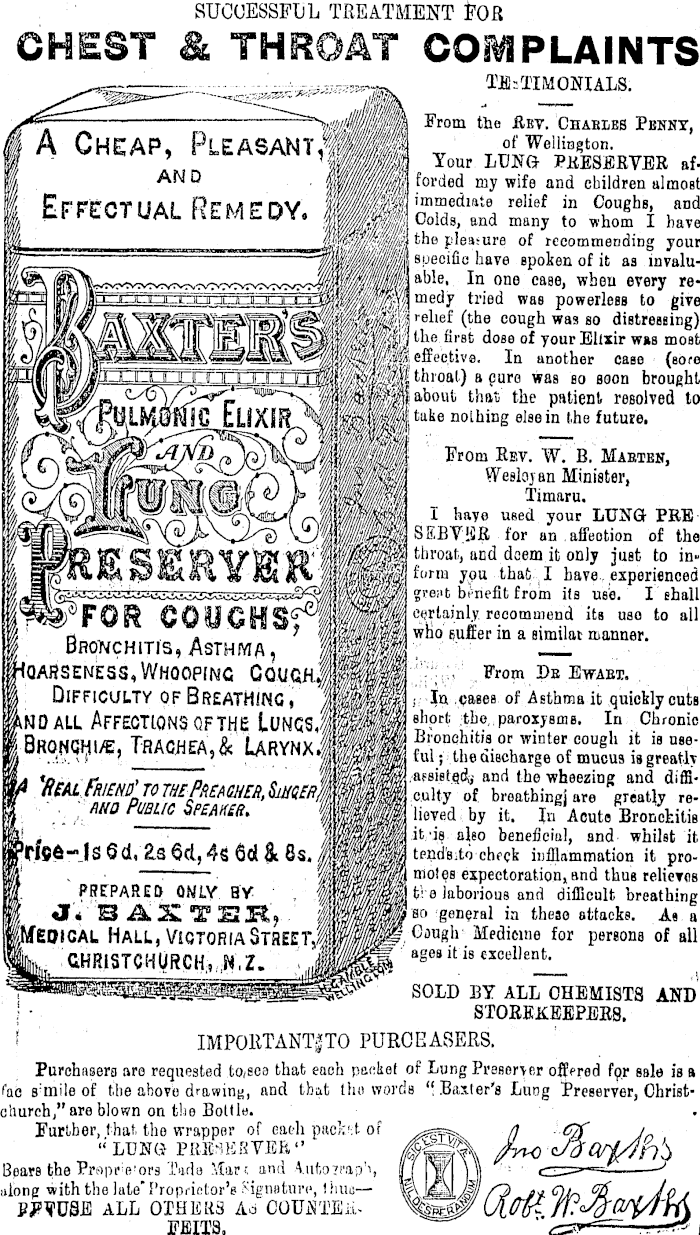 SUCCESSFUL TREATMENT FOR
CHEST & THROAT COMPLAINTS
A CHEAP, PLEASANT,
AND
EFFECTUAL REMEDY.
BAXTER'S
PULMONIC ELIXIR
AND
LUNG
PRESERVER
FOR COUGHS,
BRONCHITIS, ASTHMA,
HOARSENESS, WHOOPING COUGH,
DIFFICULTY OF BREATHING,
AND ALL AFFECTIONS OF THE LUNGS,
BRONCHIÆ, TRACHEA, & LARYNX.
A 'REAL FRIEND' TO THE PREACHER, SINGER
AND PUBLIC SPEAKER.
Price—1s 6d, 2s 6d, 4s 6d & 8s.
PREPARED ONLY BY
J. BAXTER,
MEDICAL HALL, VICTORIA STREET,
CHRISTCHURCH, N.Z.
H. GAMBLE
WELLINGTON
TESTIMONIALS.
From the REV. CHARLES PENNY,
of Wellington.
Your LUNG PRESERVER af-
forded my wife and children almost
immediate relief in Coughs, and
Colds, and many to whom I have
the pleasure of recommending your
specific have spoken of it as invalu-
able. In one case, when every re-
medy tried was powerless to give
relief (the cough was so distressing)
the first dose of your Elixir was most
effective. In another case (sore
throat) a cure was so soon brought
about that the patient resolved to
take nothing else in the future.
From REV. W. B. MARTEN,
Wesleyan Minister,
Timaru.
I have used your LUNG PRE
SERVER for an affection of the
throat, and deem it only just to in-
form you that I have experienced
great benefit from its use. I shall
certainly recommend its use to all
who suffer in a similar manner.
From DR EWART.
In cases of Asthma it quickly cuts
short the paroxysms. In Chronic
Bronchitis or winter cough it is use-
ful; the discharge of mucus is greatly
assisted, and the wheezing and diffi-
culty of breathing are greatly re-
lieved by it. In Acute Bronckitis
it is also beneficial, and whilst it
tends to check infllammation it pro-
motes expectoration, and thus relieves
the laborious and difficult breathing
so general in these attacks. As a
Cough Medicine for persons of all
ages it is excellent.
SOLD BY ALL CHEMISTS AND
STOREKEEPERS.
IMPORTANT TO PURCHASERS.
Purchasers are requested to see that each packet of Lung Preserver offered for sale is a
fac simile of the above drawing, and that the words "Baxter's Lung Preserver, Christ-
church," are blown on the Bottle.
Further, that the wrapper of each packet of
"LUNG PRESERVER"
Bears the Proprietors Tade Mark and Autograph,
along with the late Proprietor's Signature, thus—
REFUSE ALL OTHERS AS COUNTER-
FEITS.
SIC EST VITA
NIL DESPERANDUM
Jno Baxter
Robt. W. Baxter